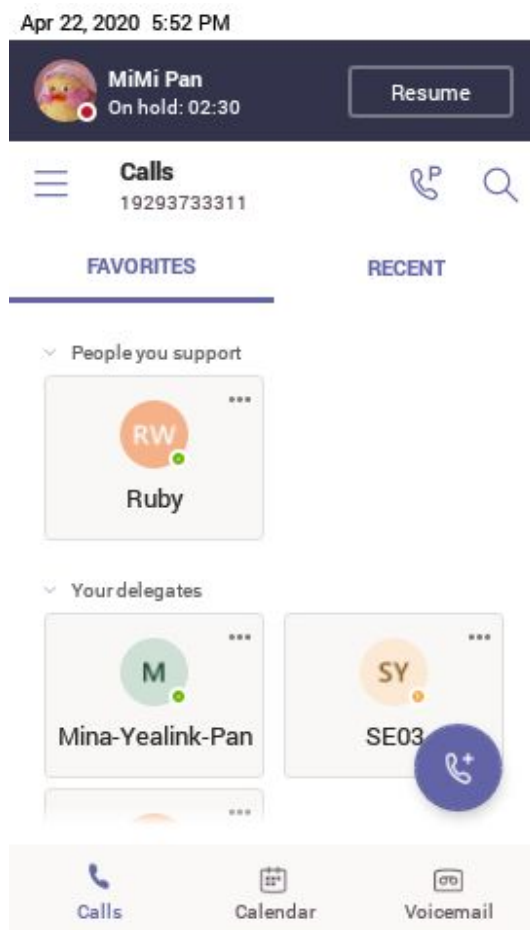 Apr 22, 2020 5:52 PM
MiMi Pan
On hold: 02:30
Resume
Calls
19293733311
P
FAVORITES
RECENT
People you support
RW
Ruby
Your delegates
M
SY
Mina-Yealink-Pan
SE03
Calls
Calendar
Voicemail